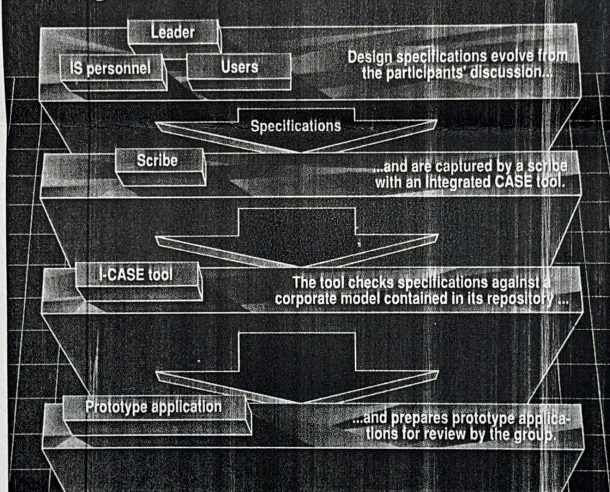 Leader
IS personnel
Users
Design specifications evolve from
the participants' discussion...
Specifications
Scribe
...and are captured by a scribe
with an Integrated CASE tool.
I-CASE tool
The tool checks specifications against a
corporate model contained in its repository ...
Prototype application
...and prepares prototype applica-
tions for review by the group.